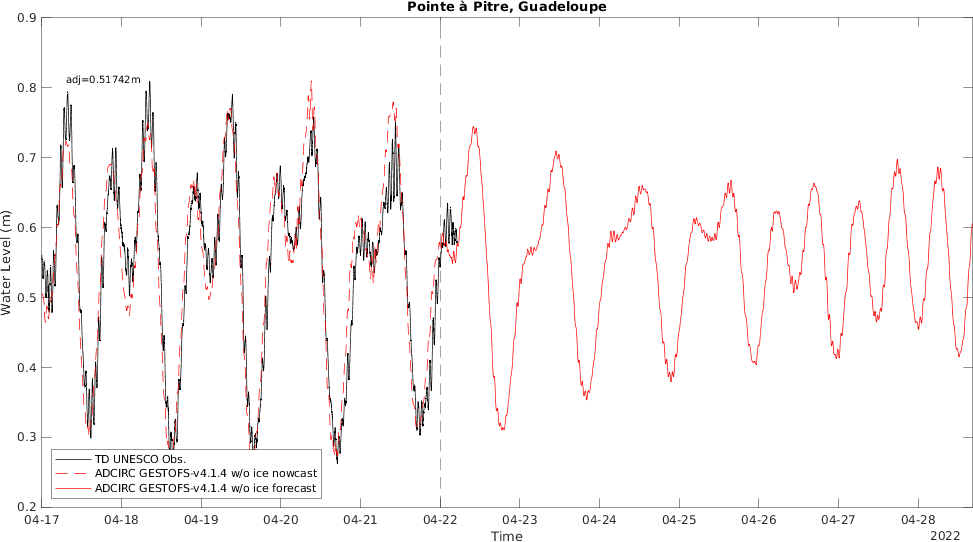 Pointe à Pitre, Guadeloupe
0.9
adj=0.51742m
0.8
0.7
0.6
0.5
0.4
0.3
0.2
Water Level (m)
TD UNESCO Obs.
ADCIRC GESTOFS-v4.1.4 w/o ice nowcast
ADCIRC GESTOFS-v4.1.4 w/o ice forecast
04-17 04-18 04-19 04-20 04-21 04-22 04-23 04-24 04-25 04-26 04-27 04-28
Time
2022